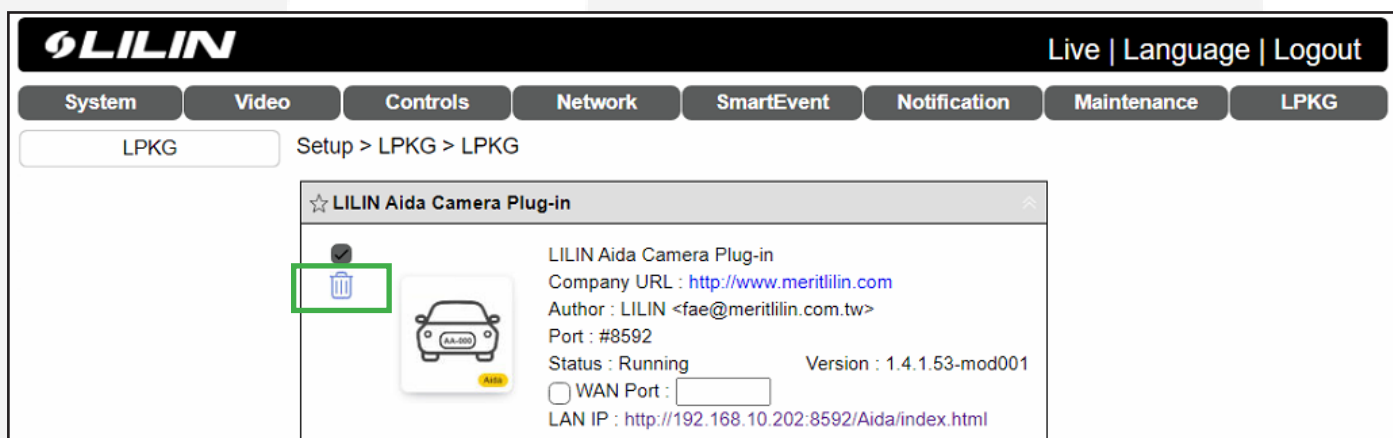 LILIN
Live | Language | Logout
System Video Controls Network SmartEvent Notification Maintenance LPKG
LPKG
Setup > LPKG > LPKG
☆ LILIN Aida Camera Plug-in
LILIN Aida Camera Plug-in
Company URL : http://www.meritlilin.com
Author : LILIN <fae@meritlilin.com.tw>
Port : #8592
Status : Running Version : 1.4.1.53-mod001
WAN Port :
LAN IP : http://192.168.10.202:8592/Aida/index.html
AA-000
Aida